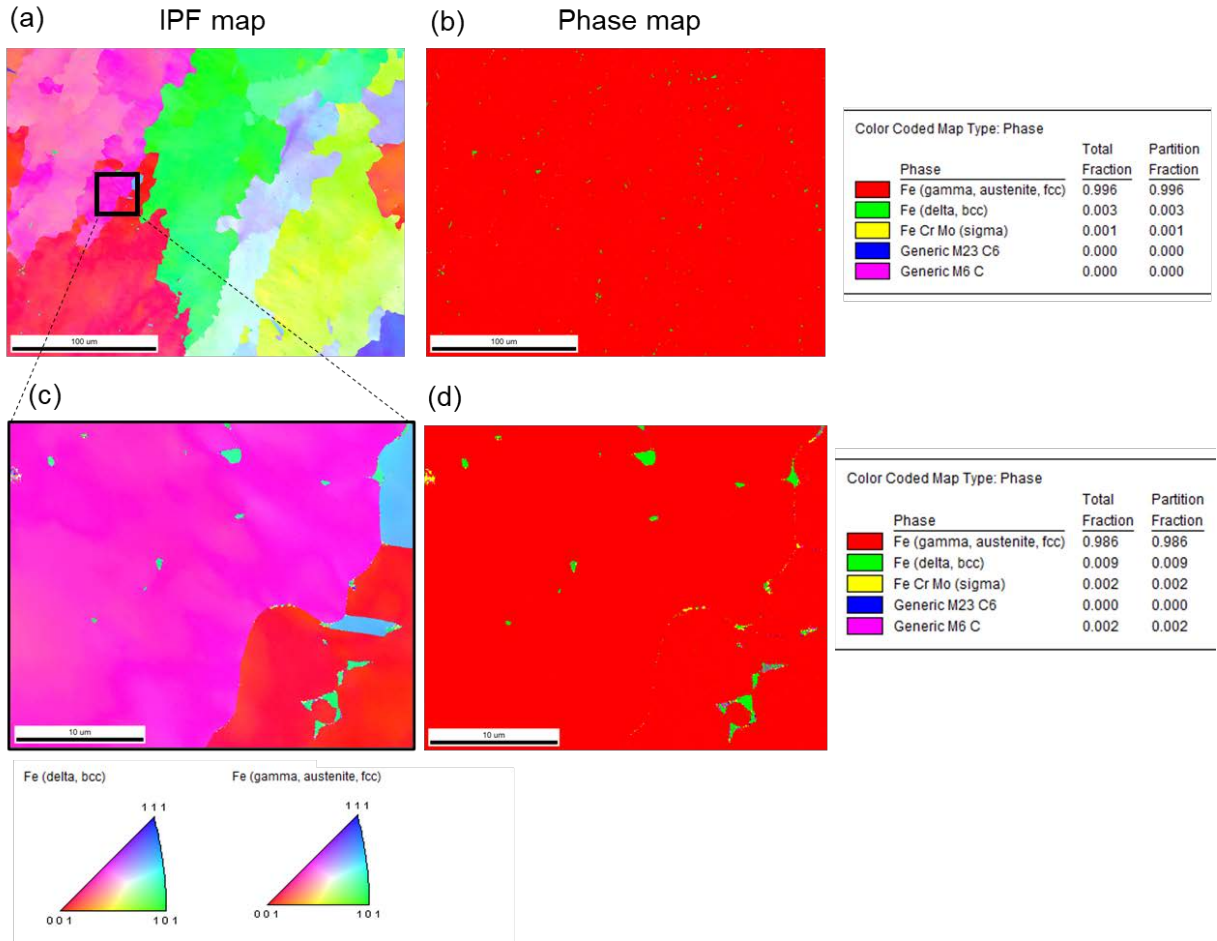 (a) IPF map
Phase map
(b)
100 um
100 um
Color Coded Map Type: Phase
Total Partition
Phase Fraction Fraction
Fe (gamma, austenite, fcc) 0.996 0.996
Fe (delta, bcc) 0.003 0.003
Fe Cr Mo (sigma) 0.001 0.001
Generic M23 C6 0.000 0.000
Generic M6 C 0.000 0.000
(c)
(d)
10 um
10 um
Color Coded Map Type: Phase
Total Partition
Phase Fraction Fraction
Fe (gamma, austenite, fcc) 0.986 0.986
Fe (delta, bcc) 0.009 0.009
Fe Cr Mo (sigma) 0.002 0.002
Generic M23 C6 0.000 0.000
Generic M6 C 0.002 0.002
Fe (delta, bcc) Fe (gamma, austenite, fcc)
1 1 1 1 1 1
0 0 1 1 0 1 0 0 1 1 0 1